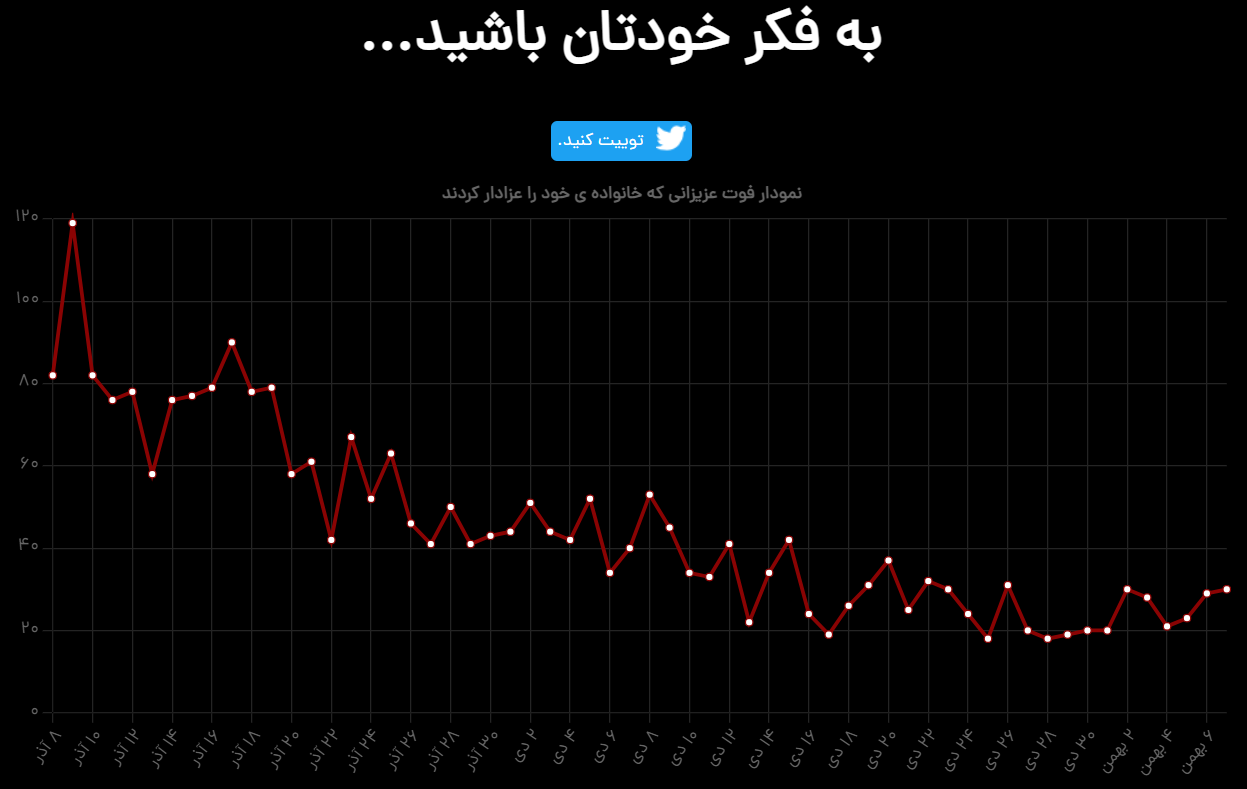 به فکر خودتان باشید...
توییت کنید.
نمودار فوت عزیزانی که خانواده ی خود را عزادار کردند
۱۲۰
۱۰۰
۸۰
۶۰
۴۰
۲۰
۰
۸ آذر
۱۰ آذر
۱۲ آذر
۱۴ آذر
۱۶ آذر
۱۸ آذر
۲۰ آذر
۲۲ آذر
۲۴ آذر
۲۶ آذر
۲۸ آذر
۳۰ آذر
۲ دی
۴ دی
۶ دی
۸ دی
۱۰ دی
۱۲ دی
۱۴ دی
۱۶ دی
۱۸ دی
۲۰ دی
۲۲ دی
۲۴ دی
۲۶ دی
۲۸ دی
۳۰ دی
۲ بهمن
۴ بهمن
۶ بهمن